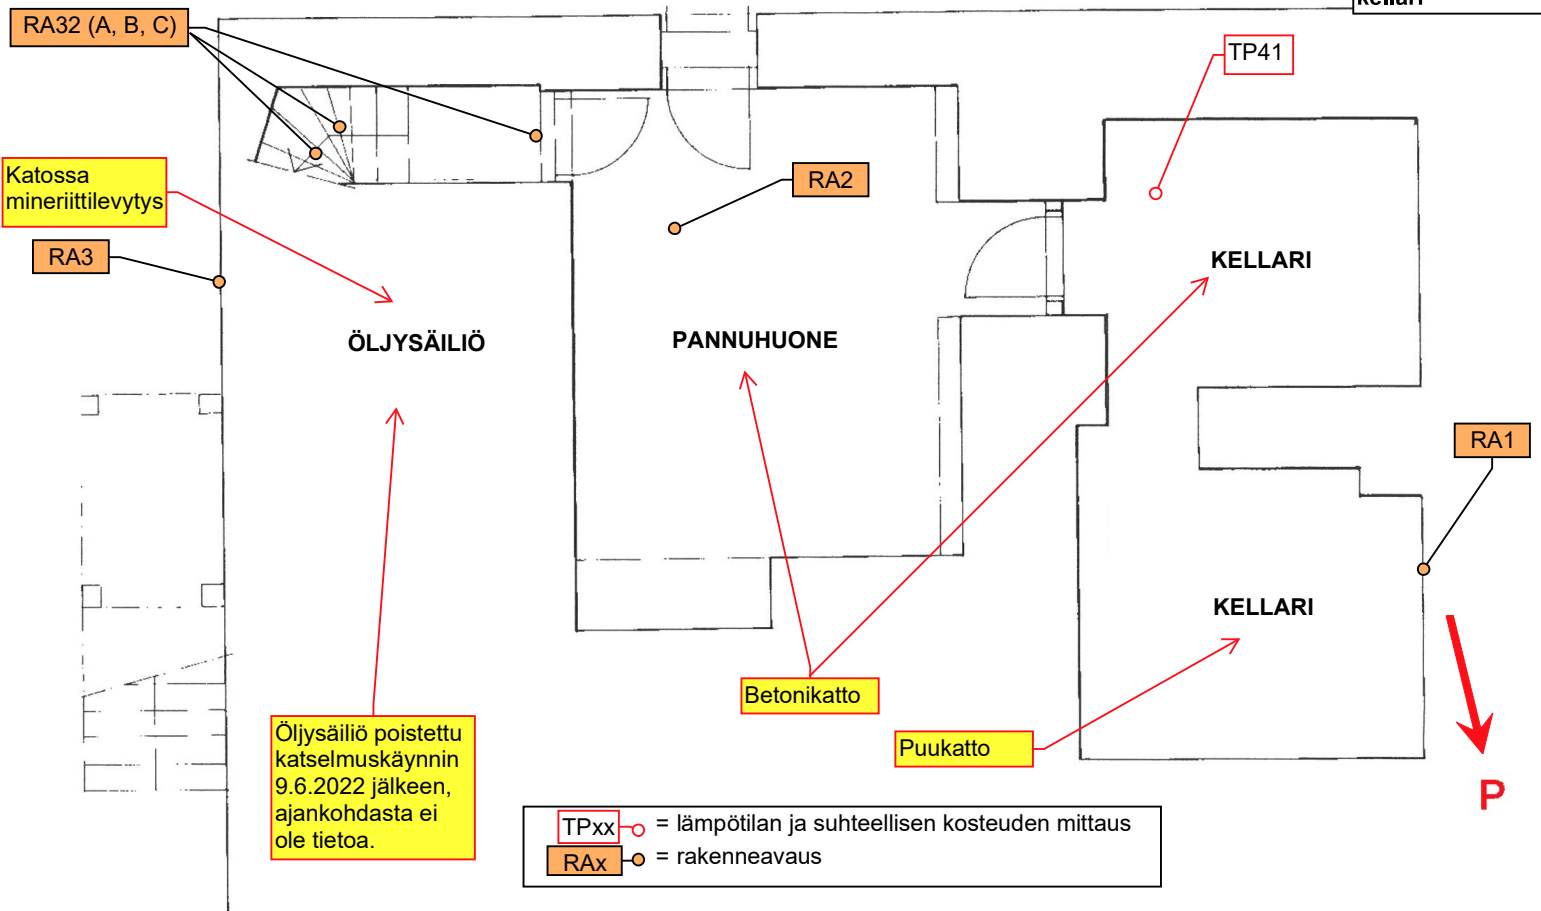 kellari
RA32 (A, B, C)
TP41
Katossa
mineriittilevytys
RA2
RA3
KELLARI
ÖLJYSÄILIÖ
PANNUHUONE
RA1
KELLARI
Betonikatto
Puukatto
Öljysäiliö poistettu
katselmuskäynnin
9.6.2022 jälkeen,
ajankohdasta ei
ole tietoa.
P
TPxx = lämpötilan ja suhteellisen kosteuden mittaus
RAx = rakenneavaus